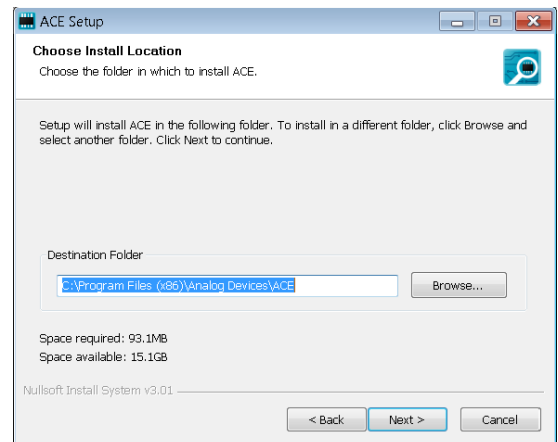 ACE Setup
Choose Install Location
Choose the folder in which to install ACE.
Setup will install ACE in the following folder. To install in a different folder, click Browse and
select another folder. Click Next to continue.
Destination Folder
C:\Program Files (x86)\Analog Devices\ACE
Browse...
Space required: 93.1MB
Space available: 15.1GB
Nullsoft Install System v3.01
< Back
Next >
Cancel